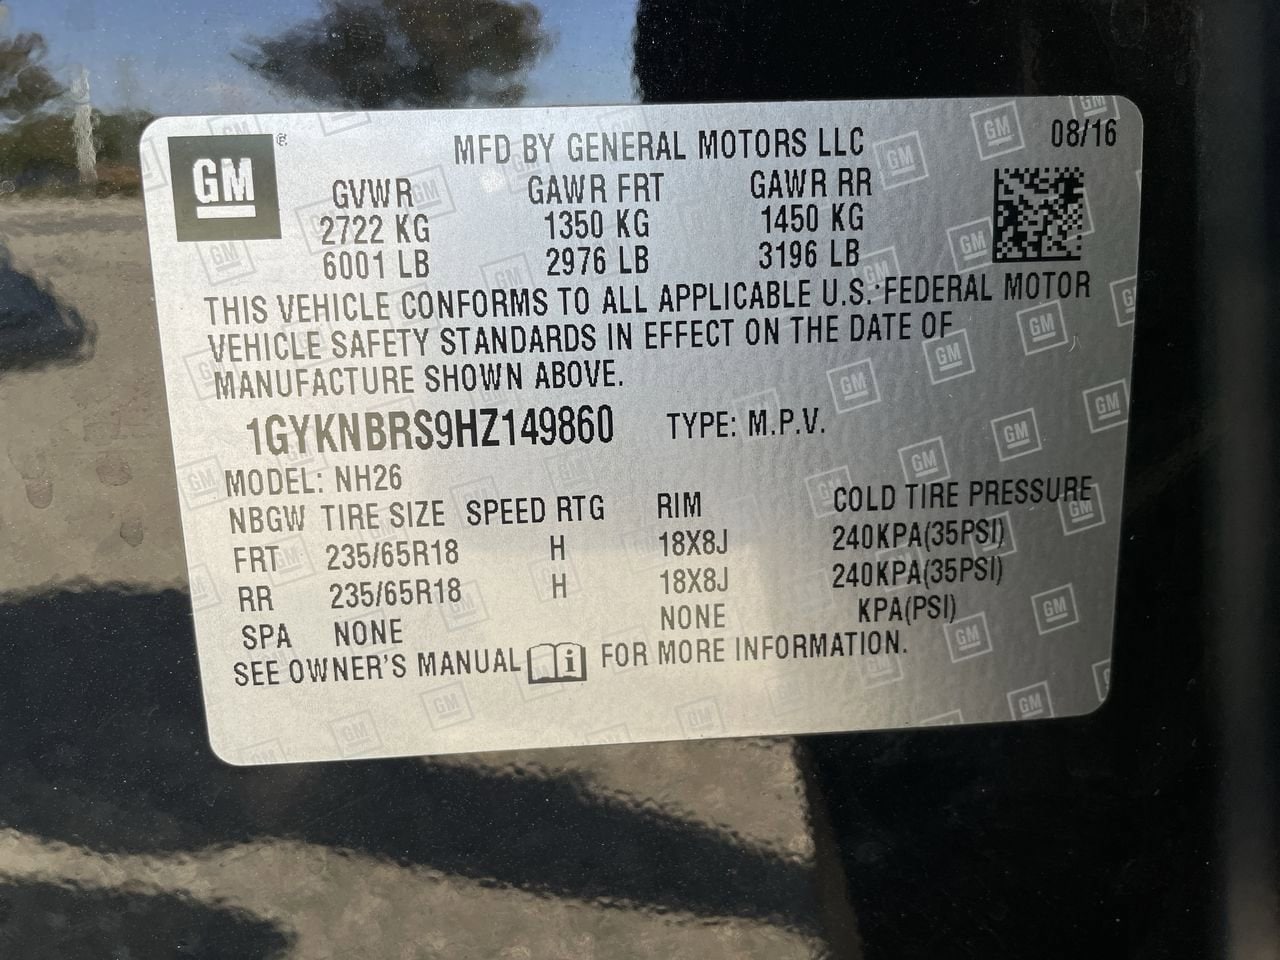 GM ®
MFD BY GENERAL MOTORS LLC 08/16
GVWR GAWR FRT GAWR RR
2722 KG 1350 KG 1450 KG
6001 LB 2976 LB 3196 LB
THIS VEHICLE CONFORMS TO ALL APPLICABLE U.S. FEDERAL MOTOR
VEHICLE SAFETY STANDARDS IN EFFECT ON THE DATE OF
MANUFACTURE SHOWN ABOVE.
1GYKNBRS9HZ149860 TYPE: M.P.V.
MODEL: NH26
NBGW TIRE SIZE SPEED RTG RIM COLD TIRE PRESSURE
FRT 235/65R18 H 18X8J 240KPA(35PSI)
RR 235/65R18 H 18X8J 240KPA(35PSI)
SPA NONE NONE KPA(PSI)
SEE OWNER'S MANUAL i FOR MORE INFORMATION.